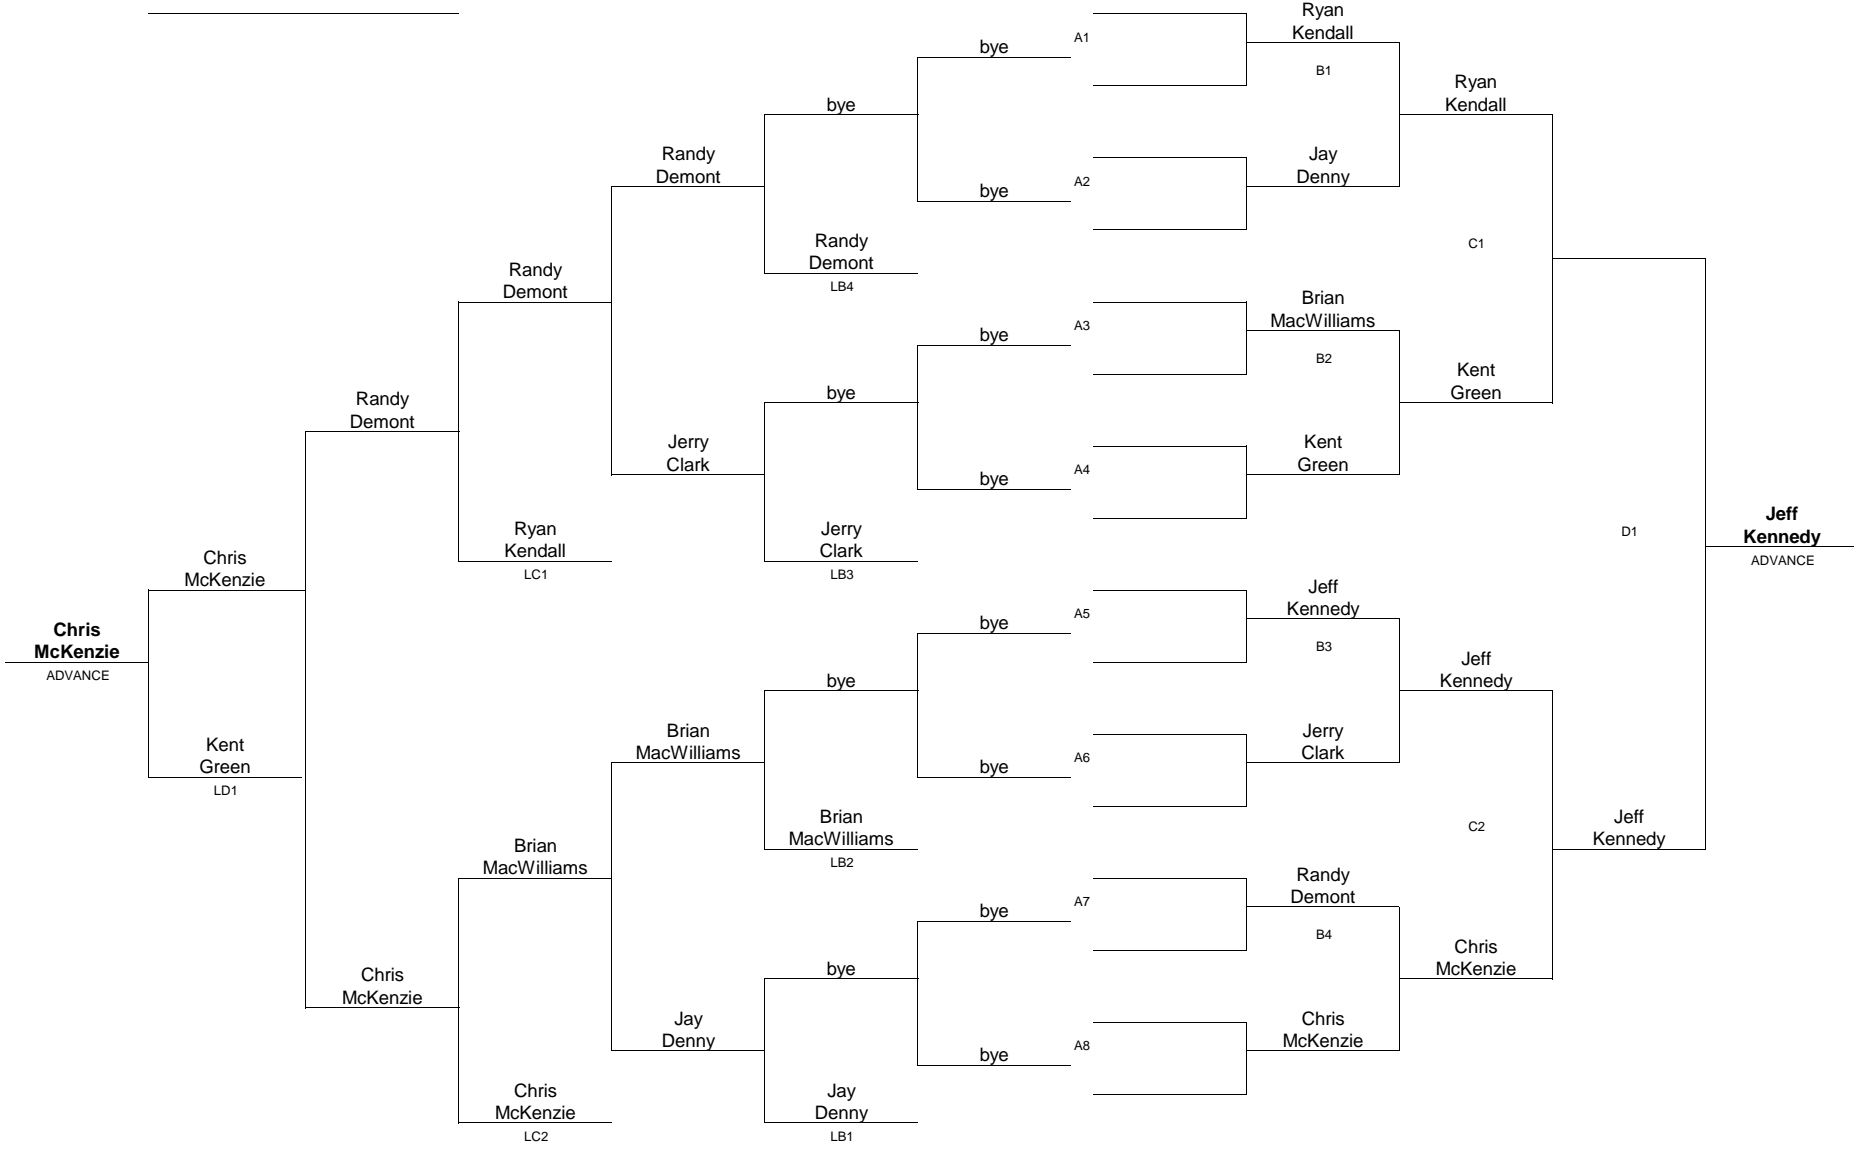 Ryan
Kendall
bye
A1
B1
Ryan
Kendall
bye
Randy
Demont
Jay
Denny
bye
A2
Randy
Demont
LB4
C1
Randy
Demont
Brian
MacWilliams
bye
A3
B2
Kent
Green
bye
Randy
Demont
Jerry
Clark
Kent
Green
bye
A4
Jeff
Kennedy
ADVANCE
D1
Ryan
Kendall
LC1
Jerry
Clark
LB3
Chris
McKenzie
Jeff
Kennedy
bye
A5
B3
Chris
McKenzie
ADVANCE
Jeff
Kennedy
bye
Brian
MacWilliams
Jerry
Clark
Kent
Green
LD1
bye
A6
Brian
MacWilliams
LB2
C2
Jeff
Kennedy
Brian
MacWilliams
Randy
Demont
bye
A7
B4
Chris
McKenzie
bye
Chris
McKenzie
Jay
Denny
Chris
McKenzie
bye
A8
Chris
McKenzie
LC2
Jay
Denny
LB1